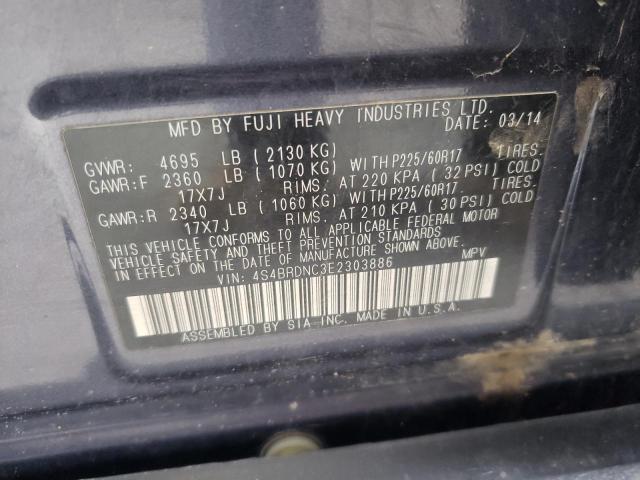 MFD BY FUJI HEAVY INDUSTRIES LTD.
DATE: 03/14
GVWR: 4695 LB (2130 KG)
GAWR:F 2360 LB (1070 KG) WITH P225/60R17 TIRES.
17X7J RIMS. AT 220 KPA (32 PSI) COLD
GAWR:R 2340 LB (1060 KG) WITH P225/60R17 TIRES.
17X7J RIMS. AT 210 KPA (30 PSI) COLD
THIS VEHICLE CONFORMS TO ALL APPLICABLE FEDERAL MOTOR
VEHICLE SAFETY AND THEFT PREVENTION STANDARDS
IN EFFECT ON THE DATE OF MANUFACTURE SHOWN ABOVE.
VIN: 4S4BRDNC3E2303886 MPV
ASSEMBLED BY SIA-INC. MADE IN U.S.A.